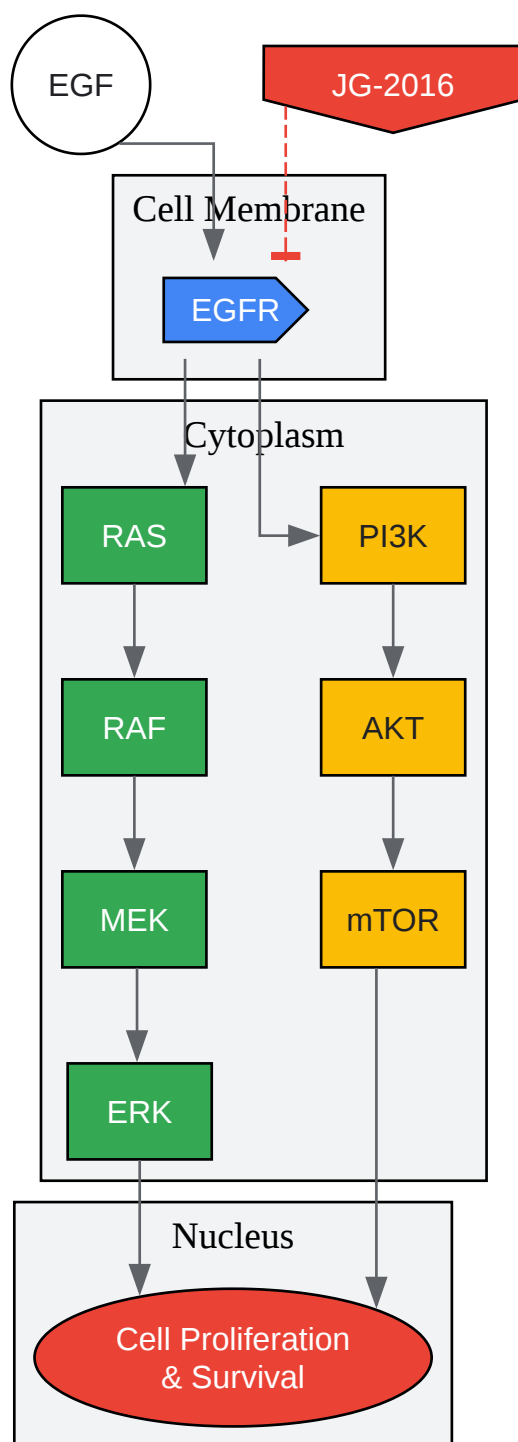 EGF
JG-2016
Cell Membrane
EGFR
Cytoplasm
RAS
PI3K
RAF
AKT
MEK
mTOR
ERK
Nucleus
Cell Proliferation
& Survival